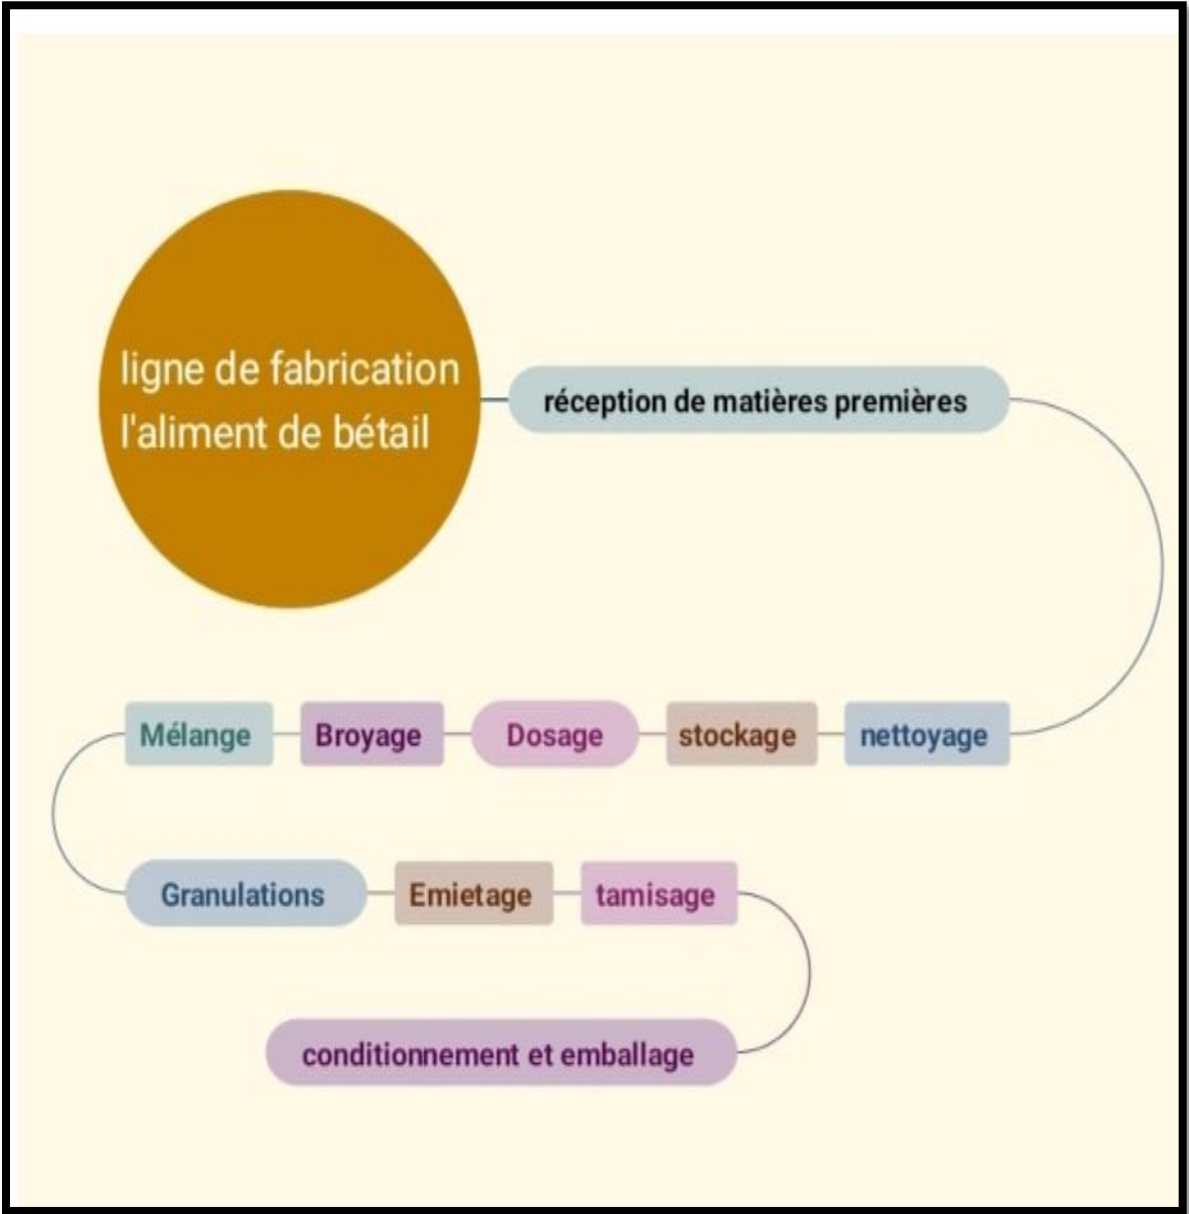 ligne de fabrication
l'aliment de bétail
réception de matières premières
Mélange Broyage Dosage stockage nettoyage
Granulations Emietage tamisage
conditionnement et emballage